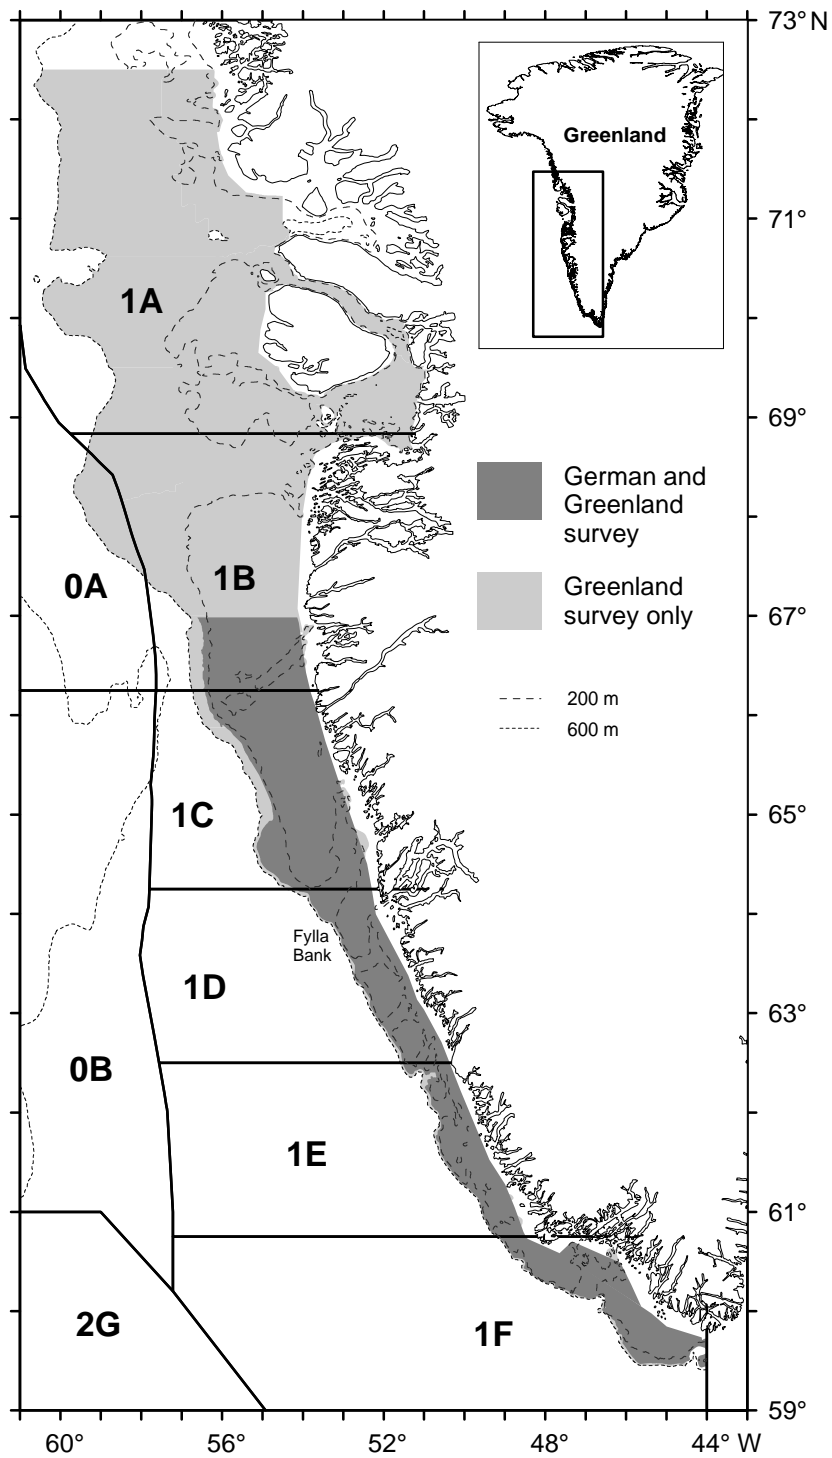 73° N
Greenland
71°
1A
69°
German and
Greenland
survey
Greenland
survey only
0A
1B
67°
200 m
600 m
1C
65°
Fylla
Bank
1D
63°
0B
1E
61°
2G
1F
59°
60°
56°
52°
48°
44° W